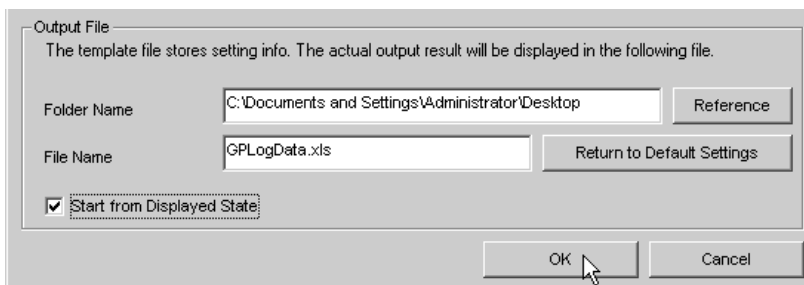 Output File
The template file stores setting info. The actual output result will be displayed in the following file.
Folder Name
C:\Documents and Settings\Administrator\Desktop
Reference
File Name
GPLogData.xls
Return to Default Settings
Start from Displayed State
OK
Cancel